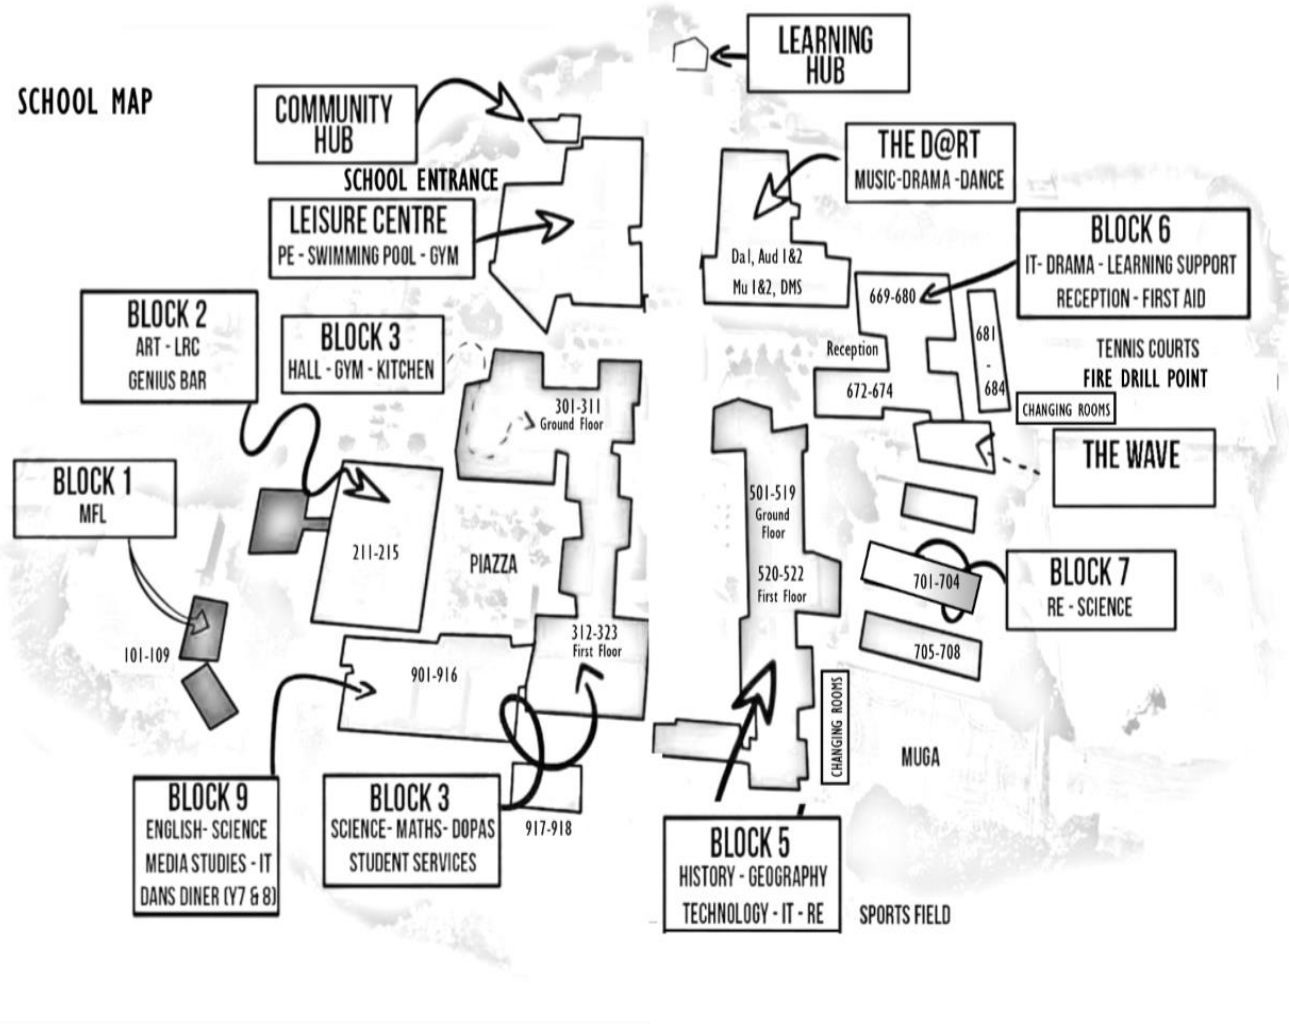 SCHOOL MAP
COMMUNITY
HUB
SCHOOL ENTRANCE
LEISURE CENTRE
PE - SWIMMING POOL - GYM
BLOCK 2
ART - LRC
GENIUS BAR
BLOCK 3
HALL - GYM - KITCHEN
301-311
Ground Floor
BLOCK 1
MFL
211-215
PIAZZA
101-109
312-323
First Floor
901-916
BLOCK 9
ENGLISH- SCIENCE
MEDIA STUDIES - IT
DANS DINER (Y7 & 8)
BLOCK 3
SCIENCE- MATHS- DOPAS
STUDENT SERVICES
917-918
LEARNING
HUB
THE D@RT
MUSIC-DRAMA -DANCE
Da1, Aud 1&2
Mu 1&2, DMS
BLOCK 6
IT- DRAMA - LEARNING SUPPORT
RECEPTION - FIRST AID
669-680
681
-
684
Reception
672-674
TENNIS COURTS
FIRE DRILL POINT
CHANGING ROOMS
THE WAVE
501-519
Ground
Floor
520-522
First Floor
701-704
BLOCK 7
RE - SCIENCE
705-708
CHANGING ROOMS
MUGA
BLOCK 5
HISTORY - GEOGRAPHY
TECHNOLOGY - IT - RE
SPORTS FIELD